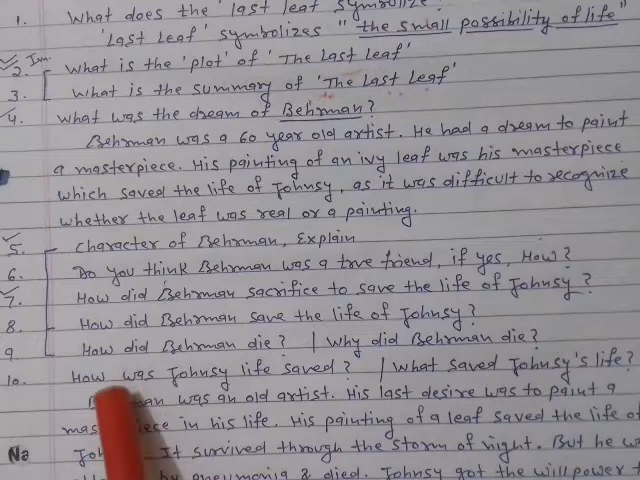 1. What does the 'last leaf' symbolize?
'Last Leaf' symbolizes "the small possibility of life"
2. Imp. What is the 'plot' of 'The Last Leaf'
3. What is the summary of 'The Last Leaf'
4. What was the dream of Behrman?
Behrman was a 60 year old artist. He had a dream to paint
a masterpiece. His painting of an ivy leaf was his masterpiece
which saved the life of Johnsy, as it was difficult to recognize
whether the leaf was real or a painting.
5. Character of Behrman, Explain
6. Do you think Behrman was a true friend, if yes, How?
7. How did Behrman sacrifice to save the life of Johnsy?
8. How did Behrman save the life of Johnsy?
9. How did Behrman die? | Why did Behrman die?
10. How was Johnsy life saved? | What saved Johnsy's life?
was an old artist. His last desire was to paint a
in his life. His painting of a leaf saved the life of
It survived through the storm of night. But he
Na
by pneumonia & died. Johnsy got the will power